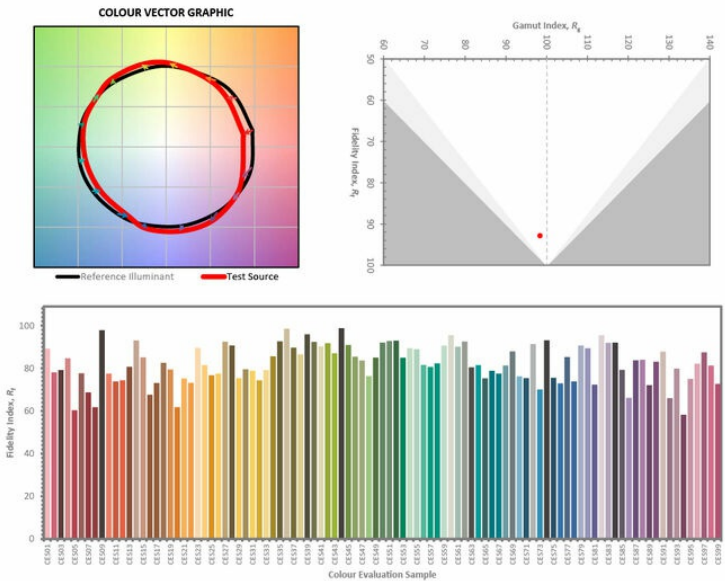 COLOUR VECTOR GRAPHIC
Reference Illuminant
Test Source
Gamut Index, Rg
60 70 80 90 100 110 120 130 140
Fidelity Index, Rf
50
60
70
80
90
100
Fidelity Index, Rf
100
80
60
40
20
0
CES01 CES03 CES05 CES07 CES09 CES11 CES13 CES15 CES17 CES19 CES21 CES23 CES25 CES27 CES29 CES31 CES33 CES35 CES37 CES39 CES41 CES43 CES45 CES47 CES49 CES51 CES53 CES55 CES57 CES59 CES61 CES63 CES65 CES67 CES69 CES71 CES73 CES75 CES77 CES79 CES81 CES83 CES85 CES87 CES89 CES91 CES93 CES95 CES97 CES99
Colour Evaluation Sample